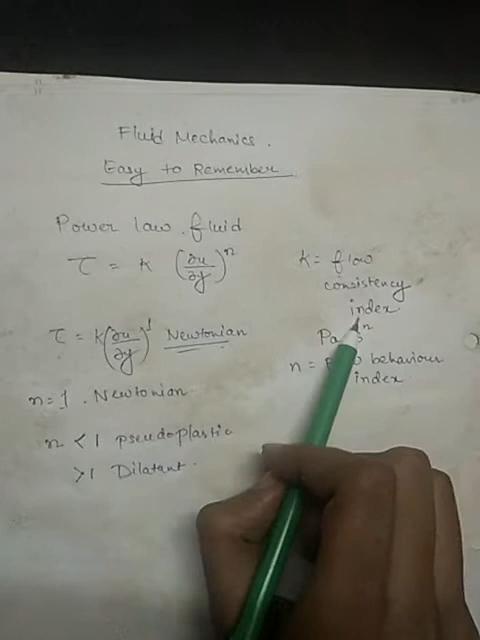 Fluid Mechanics.
Easy to Remember
Power law fluid
τ = k (∂u/∂y)^n
k = flow
consistency
index
τ = k(∂u/∂y)^1 Newtonian
n=1. Newtonian
n < 1 pseudoplastic
>1 Dilatant.
n = behaviour
index